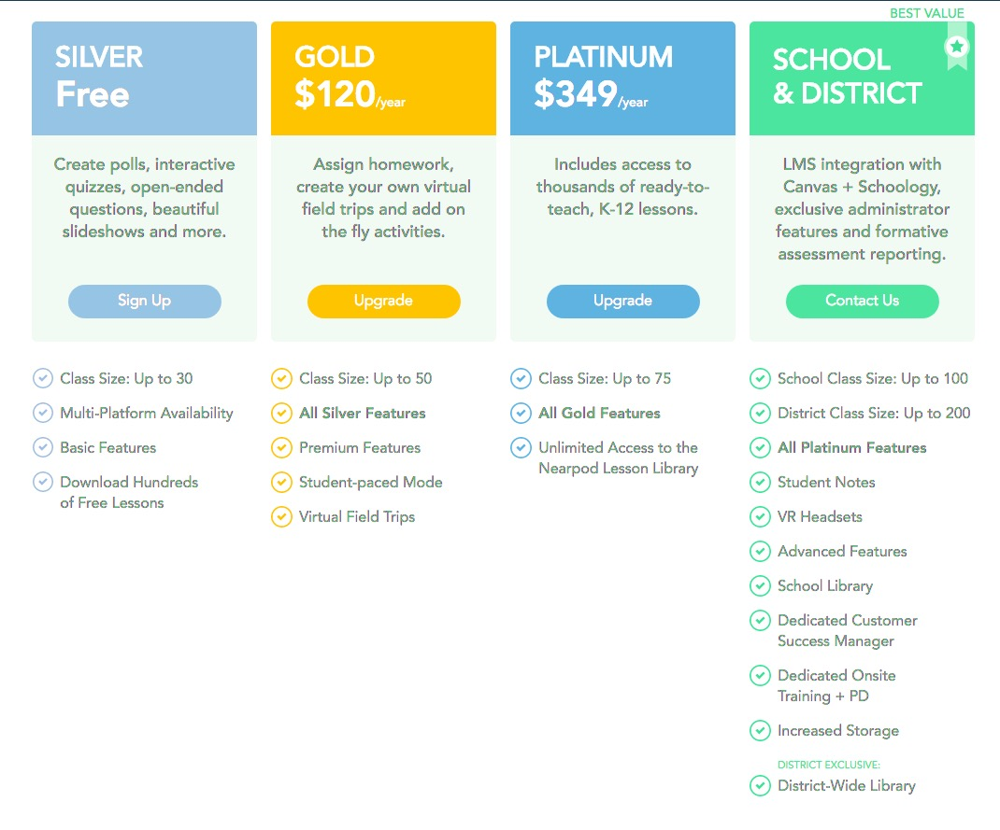 BEST VALUE
SILVER
Free
Create polls, interactive
quizzes, open-ended
questions, beautiful
slideshows and more.
Sign Up
Class Size: Up to 30
Multi-Platform Availability
Basic Features
Download Hundreds
of Free Lessons
GOLD
$120/year
Assign homework,
create your own virtual
field trips and add on
the fly activities.
Upgrade
Class Size: Up to 50
All Silver Features
Premium Features
Student-paced Mode
Virtual Field Trips
PLATINUM
$349/year
Includes access to
thousands of ready-to-
teach, K-12 lessons.
Upgrade
Class Size: Up to 75
All Gold Features
Unlimited Access to the
Nearpod Lesson Library
SCHOOL
& DISTRICT
LMS integration with
Canvas + Schoology,
exclusive administrator
features and formative
assessment reporting.
Contact Us
School Class Size: Up to 100
District Class Size: Up to 200
All Platinum Features
Student Notes
VR Headsets
Advanced Features
School Library
Dedicated Customer
Success Manager
Dedicated Onsite
Training + PD
Increased Storage
DISTRICT EXCLUSIVE:
District-Wide Library